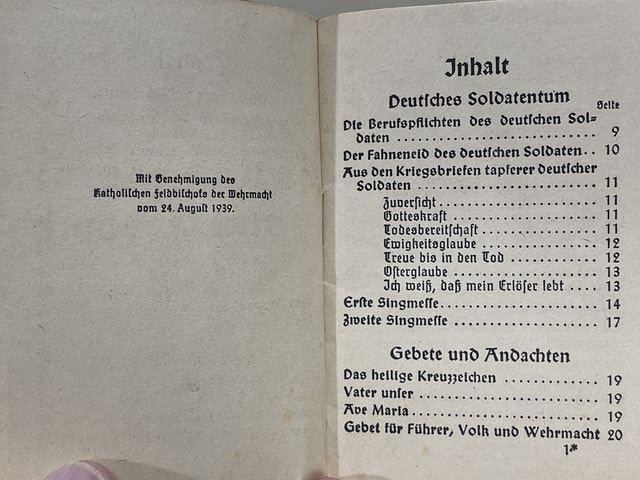 Mit Genehmigung des
Katholischen Feldbischofs der Wehrmacht
vom 24. August 1939.
Inhalt
Deutsches Soldatentum
Seite
Die Berufspflichten des deutschen Sol=
daten ........................ 9
Der Fahneneid des deutschen Soldaten.. 10
Aus den Kriegsbriefen tapferer deutscher
Soldaten ........................ 11
Zuversicht ........................ 11
Gotteskraft ........................ 11
Todesbereitschaft ................ 11
Ewigkeitsglaube ................ 12
Treue bis in den Tod ............ 12
Osterglaube .................... 13
Ich weiß, daß mein Erlöser lebt .... 13
Erste Singmesse.................... 14
Zweite Singmesse .................. 17
Gebete und Andachten
Das heilige Kreuzzeichen ............ 19
Vater unser ........................ 19
Ave Maria........................ 19
Gebet für Führer, Volk und Wehrmacht 20
1*